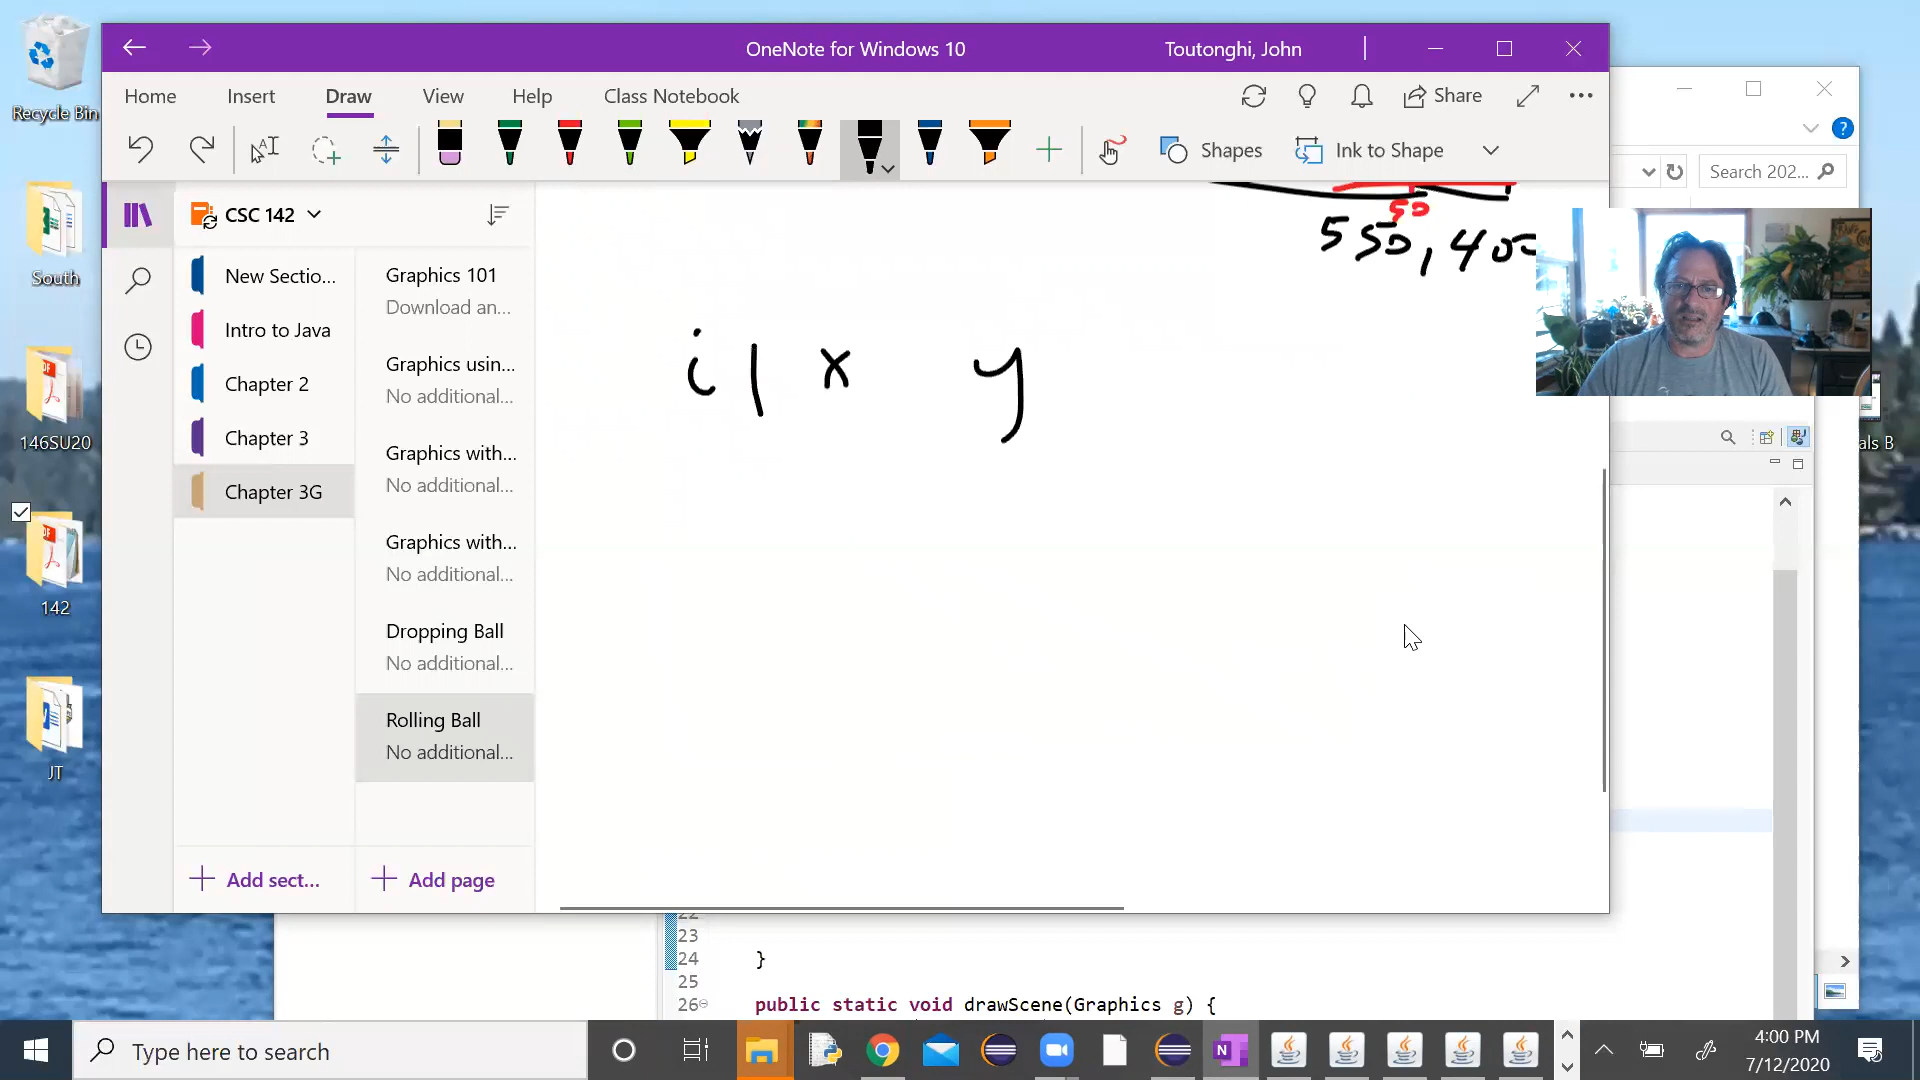 OneNote for Windows 10
Toutonghi, John
Recycle Bin
Home Insert Draw View Help Class Notebook
Share
Shapes
Ink to Shape
Search 202...
CSC 142
New Sectio...
Intro to Java
Chapter 2
Chapter 3
Chapter 3G
Add sect...
Graphics 101
Download an...
Graphics usin...
No additional...
Graphics with...
No additional...
Graphics with...
No additional...
Dropping Ball
No additional...
Rolling Ball
No additional...
Add page
50
550, 400
i | x y
South
146SU20
142
JT
als B
22
23
24 }
25
26 public static void drawScene(Graphics g) {
Type here to search
4:00 PM
7/12/2020